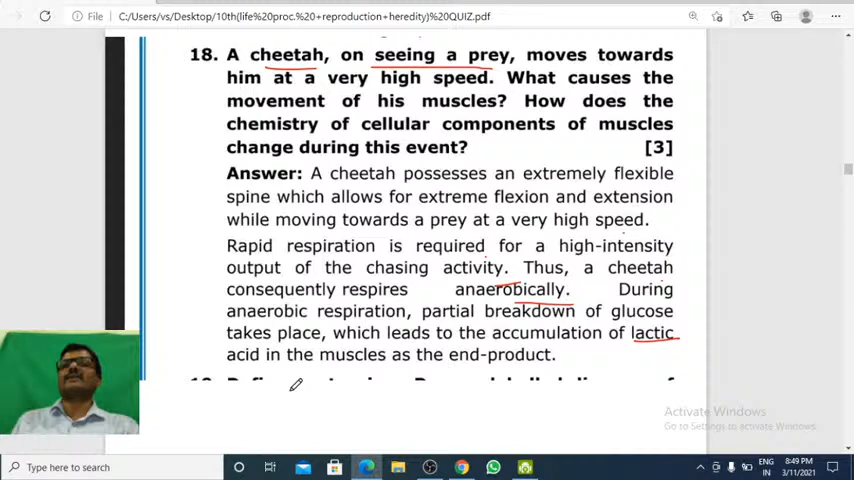 File
C:/Users/vs/Desktop/10th(life%20proc.%20+%20reproduction+heredity)%20QUIZ.pdf
18. A cheetah, on seeing a prey, moves towards
him at a very high speed. What causes the
movement of his muscles? How does the
chemistry of cellular components of muscles
change during this event? [3]
Answer: A cheetah possesses an extremely flexible
spine which allows for extreme flexion and extension
while moving towards a prey at a very high speed.
Rapid respiration is required for a high-intensity
output of the chasing activity. Thus, a cheetah
consequently respires anaerobically. During
anaerobic respiration, partial breakdown of glucose
takes place, which leads to the accumulation of lactic
acid in the muscles as the end-product.
Activate Windows
Go to Settings to activate Windows.
Type here to search
ENG
IN
8:49 PM
3/11/2021